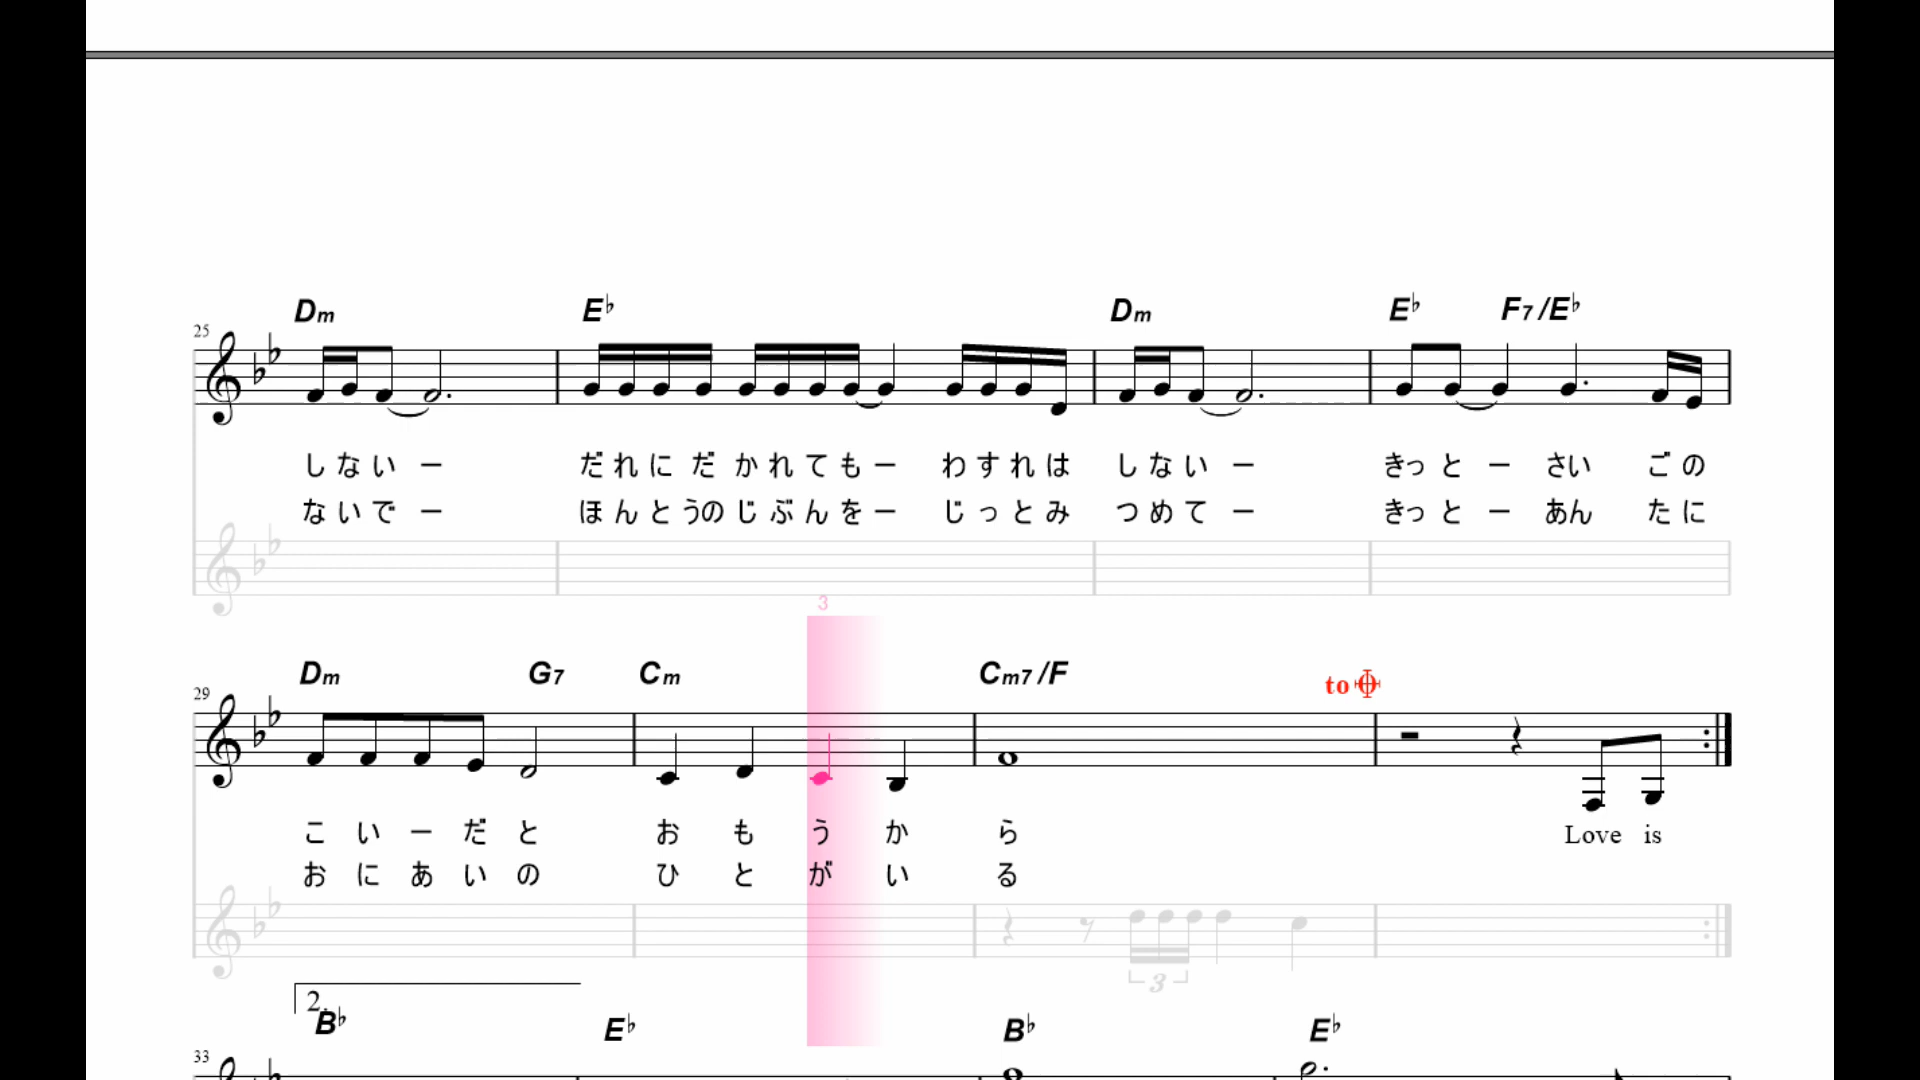 Dm E♭ Dm E♭ F7/E♭
25
しない ー だれにだかれても ー わすれはしない ー きっと ー さい ごの
ないで ー ほんとうのじぶんを ー じっとみつめて ー きっと ー あん たに
3
Dm G7 Cm Cm7/F to
29
こいーだと おもうから Love is
おにあいの ひとがいる
3
2.
B♭ E♭ B♭ E♭
33